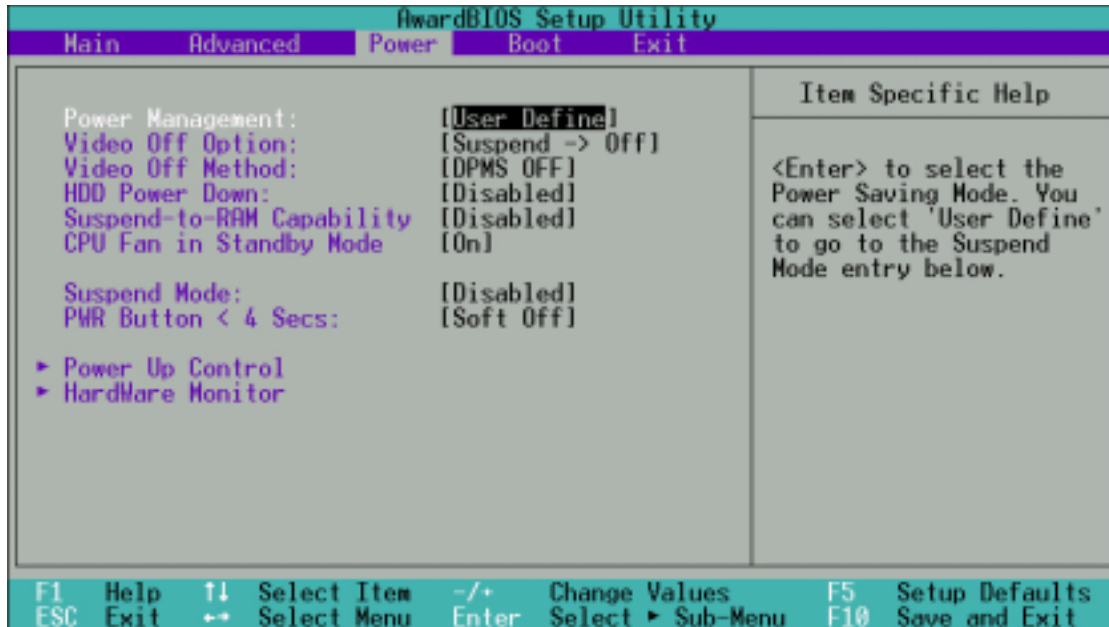 AwardBIOS Setup Utility
Main Advanced Power Boot Exit
Power Management: [User Define]
Video Off Option: [Suspend -> Off]
Video Off Method: [DPMS OFF]
HDD Power Down: [Disabled]
Suspend-to-RAM Capability [Disabled]
CPU Fan in Standby Mode [On]
Suspend Mode: [Disabled]
PWR Button < 4 Secs: [Soft Off]
► Power Up Control
► HardWare Monitor
Item Specific Help
<Enter> to select the
Power Saving Mode. You
can select 'User Define'
to go to the Suspend
Mode entry below.
F1 Help ↑↓ Select Item -/+ Change Values F5 Setup Defaults
ESC Exit ←→ Select Menu Enter Select ► Sub-Menu F10 Save and Exit